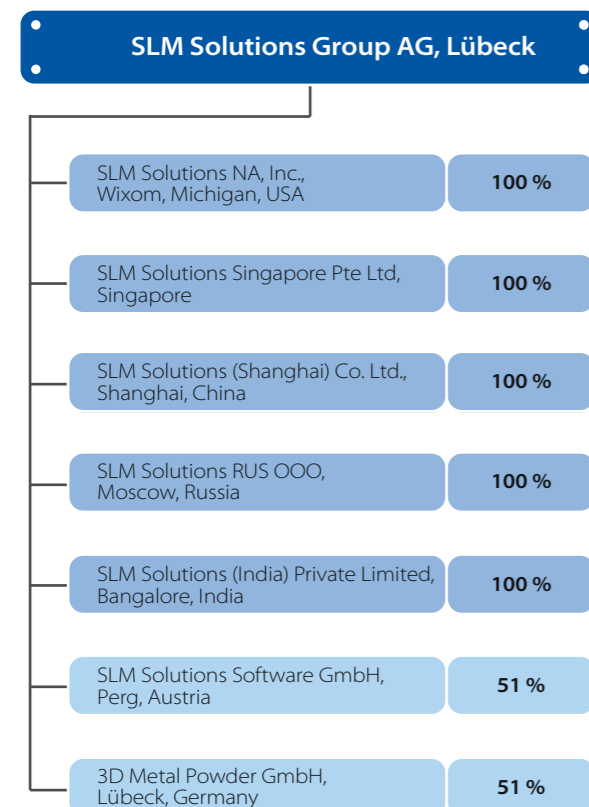 SLM Solutions Group AG, Lübeck
SLM Solutions NA, Inc.,
Wixom, Michigan, USA
100 %
SLM Solutions Singapore Pte Ltd,
Singapore
100 %
SLM Solutions (Shanghai) Co. Ltd.,
Shanghai, China
100 %
SLM Solutions RUS OOO,
Moscow, Russia
100 %
SLM Solutions (India) Private Limited,
Bangalore, India
100 %
SLM Solutions Software GmbH,
Perg, Austria
51 %
3D Metal Powder GmbH,
Lübeck, Germany
51 %